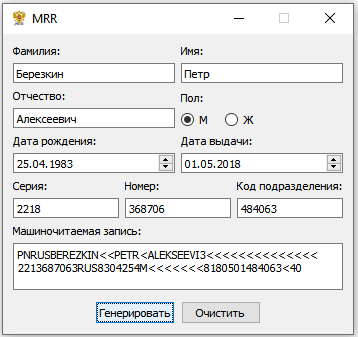 MRR
Фамилия: Имя:
Березкин Петр
Отчество: Пол:
Алексеевич М Ж
Дата рождения: Дата выдачи:
25.04.1983 01.05.2018
Серия: Номер: Код подразделения:
2218 368706 484063
Машиночитаемая запись:
PNRUSBEREZKIN<<PETR<ALEKSEEVI3<<<<<<<<<<<<<<
2213687063RUS8304254M<<<<<<<8180501484063<40
Генерировать Очистить